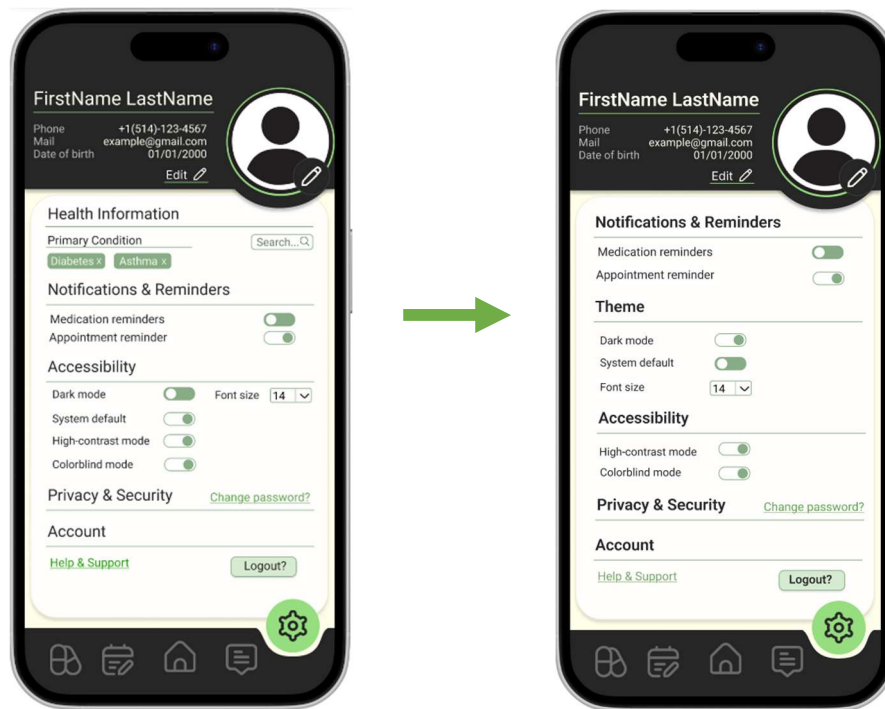 FirstName LastName
Phone +1(514)-123-4567
Mail example@gmail.com
Date of birth 01/01/2000
Edit
Health Information
Primary Condition Search...
Diabetes x Asthma x
Notifications & Reminders
Medication reminders
Appointment reminder
Accessibility
Dark mode Font size 14
System default
High-contrast mode
Colorblind mode
Privacy & Security Change password?
Account
Help & Support Logout?
FirstName LastName
Phone +1(514)-123-4567
Mail example@gmail.com
Date of birth 01/01/2000
Edit
Notifications & Reminders
Medication reminders
Appointment reminder
Theme
Dark mode
System default
Font size 14
Accessibility
High-contrast mode
Colorblind mode
Privacy & Security Change password?
Account
Help & Support Logout?